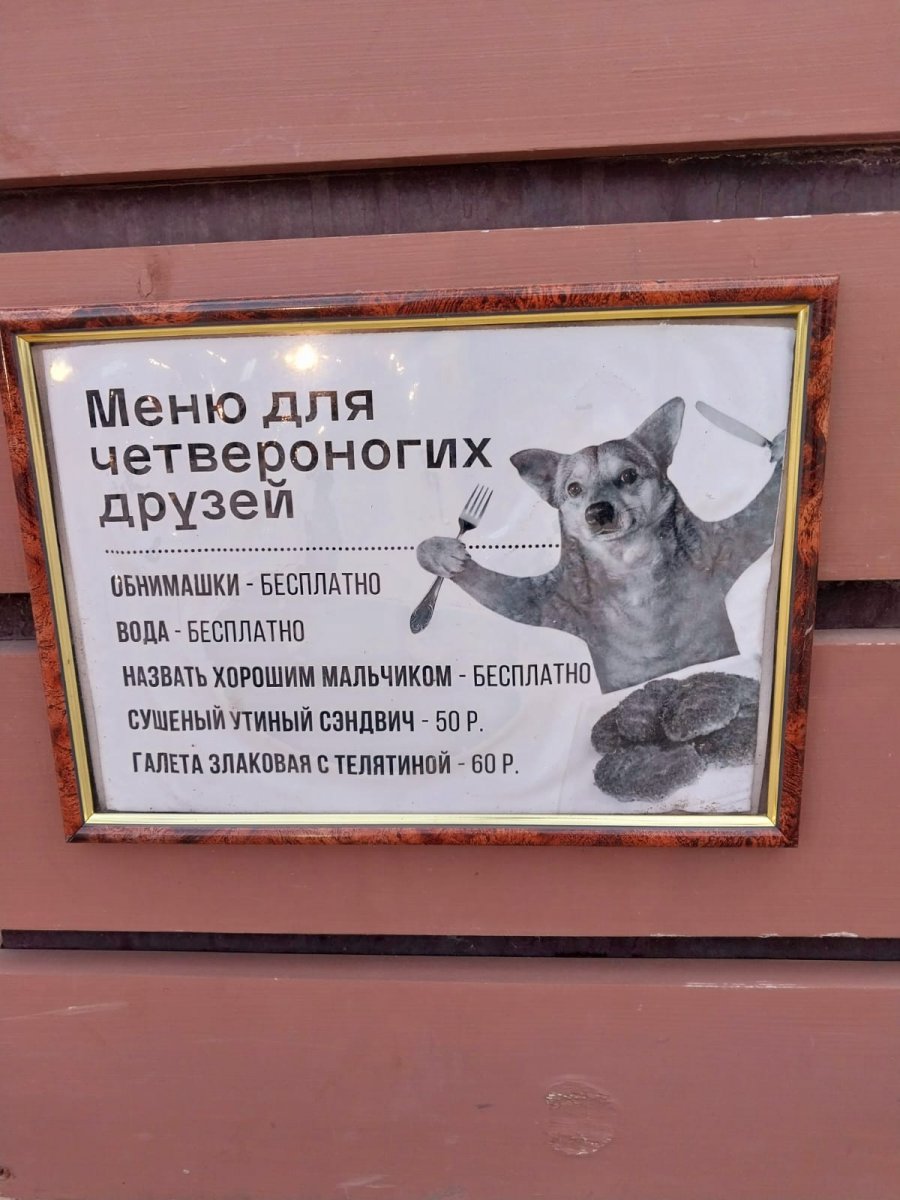 Меню для
четвероногих
друзей
ОБНИМАШКИ - БЕСПЛАТНО
ВОДА - БЕСПЛАТНО
НАЗВАТЬ ХОРОШИМ МАЛЬЧИКОМ - БЕСПЛАТНО
СУШЕНЫЙ УТИНЫЙ СЭНДВИЧ - 50 Р.
ГАЛЕТА ЗЛАКОВАЯ С ТЕЛЯТИНОЙ - 60 Р.